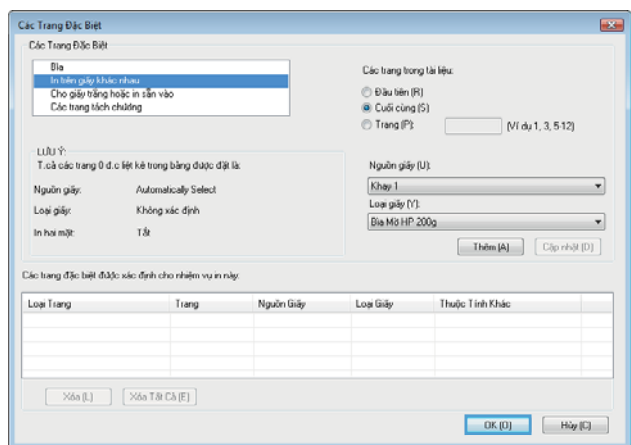 Các Trang Đặc Biệt
Các Trang Đặc Biệt
Bìa
In trên giấy khác nhau
Cho giấy trắng hoặc in sẵn vào
Các trang tách chương
Các trang trong tài liệu:
Đầu tiên (R)
Cuối cùng (S)
Trang (P):
(Ví dụ 1, 3, 5-12)
LƯU Ý:
T.cả các trang 0 đ.c liệt kê trong bảng được đặt là:
Nguồn giấy: Automatically Select
Loại giấy: Không xác định
In hai mặt: Tắt
Nguồn giấy (U):
Khay 1
Loại giấy (Y):
Bìa Mờ HP 200g
Thêm (A) Cập nhật (D)
Các trang đặc biệt được xác định cho nhiệm vụ in này.
Loại Trang Trang Nguồn Giấy Loại Giấy Thuộc Tính Khác
Xóa (L) Xóa Tất Cả (E)
OK (O) Hủy (C)